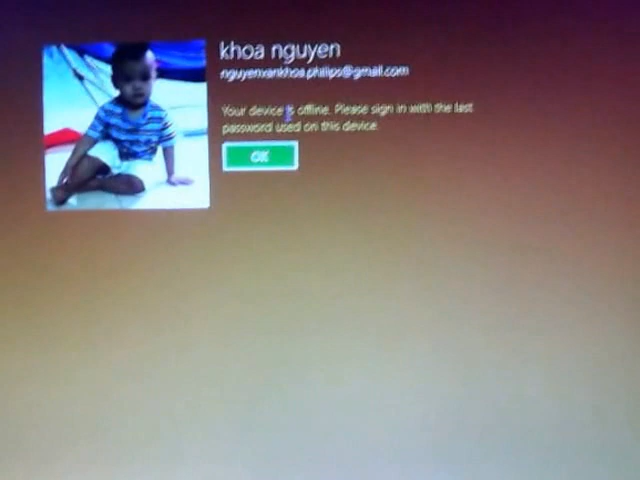 khoa nguyen
nguyenvankhoa.philips@gmail.com
Your device is offline. Please sign in with the last
password used on this device.
OK